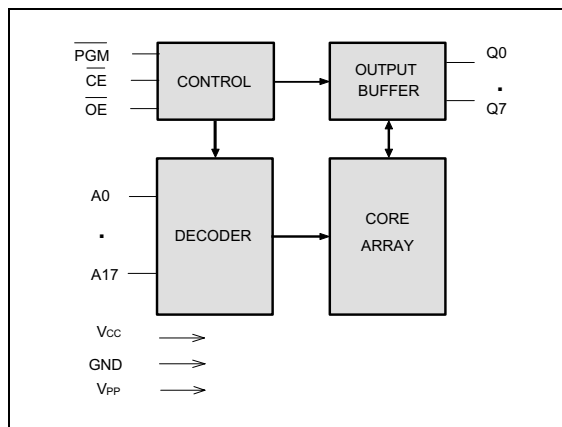 PGM
CE
OE
CONTROL
OUTPUT
BUFFER
Q0
.
Q7
A0
.
A17
DECODER
CORE
ARRAY
VCC
GND
VPP